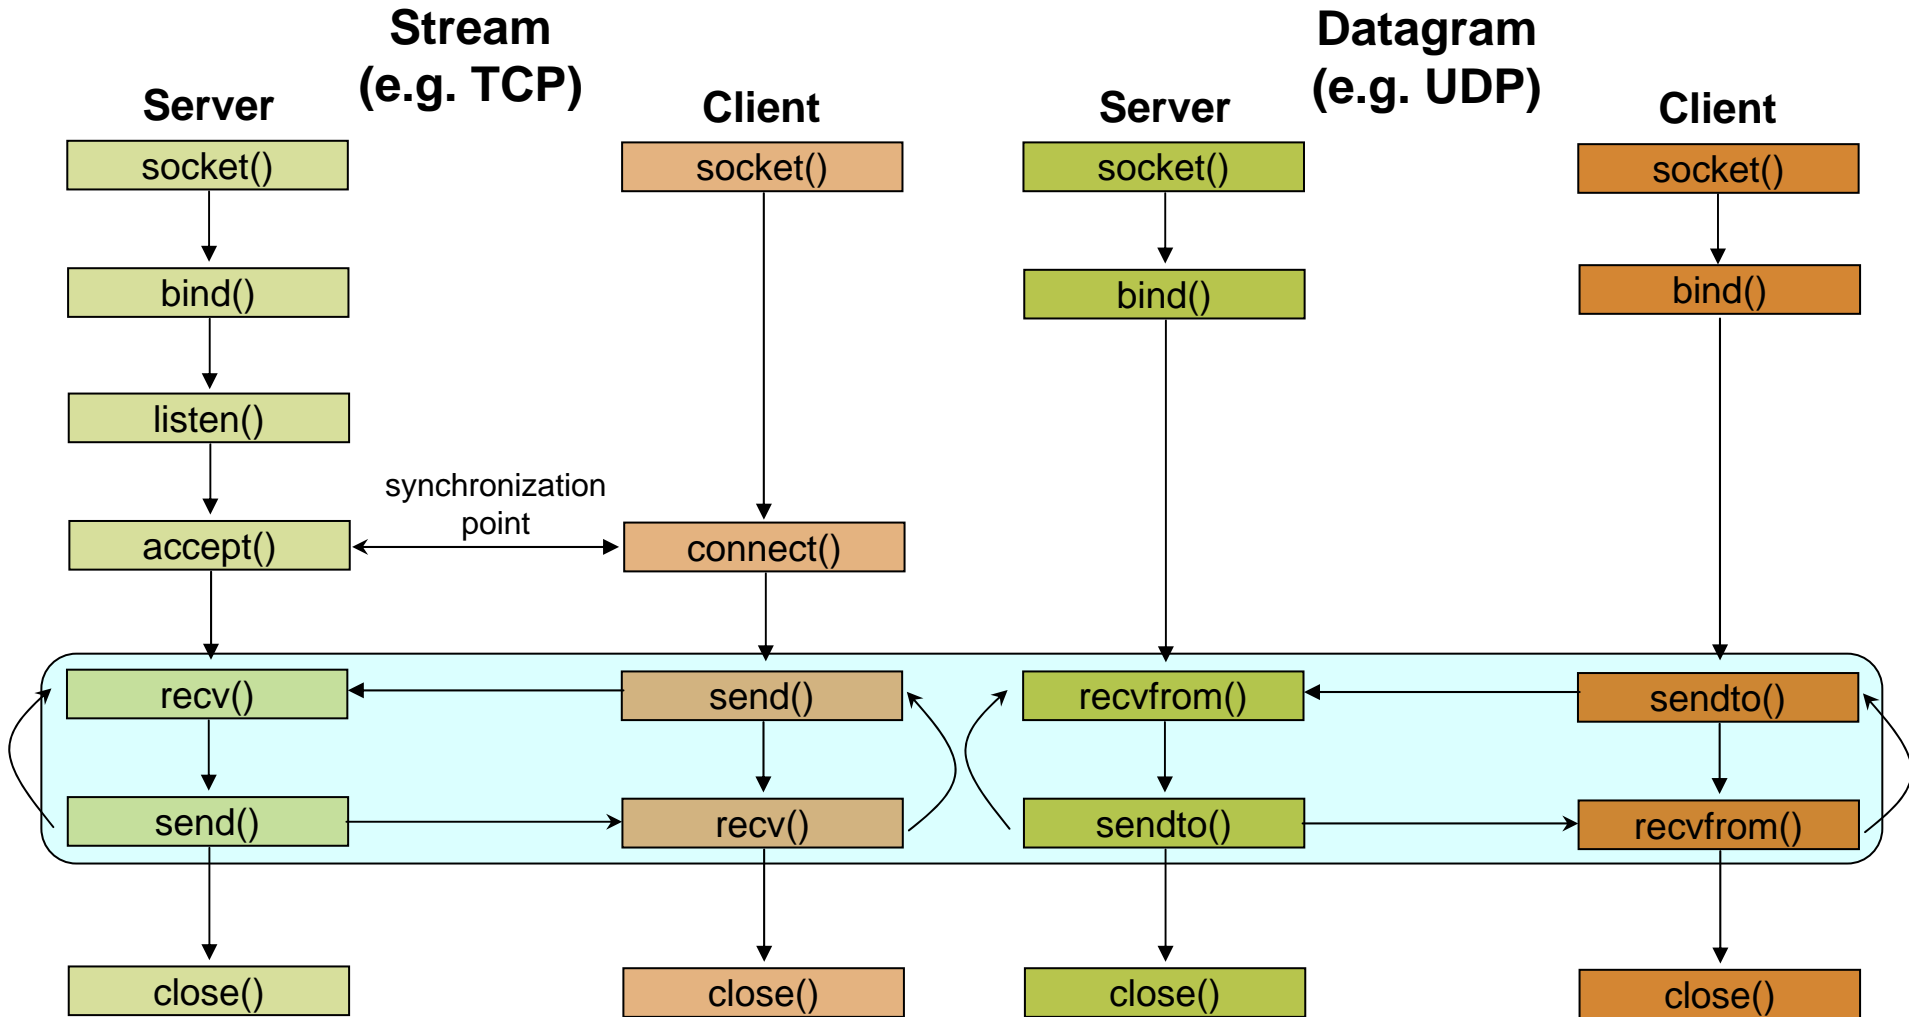 Stream
(e.g. TCP)
Datagram
(e.g. UDP)
Server
Client
Server
Client
socket()
socket()
socket()
socket()
bind()
bind()
bind()
listen()
synchronization
point
accept()
connect()
recv()
send()
recvfrom()
sendto()
send()
recv()
sendto()
recvfrom()
close()
close()
close()
close()